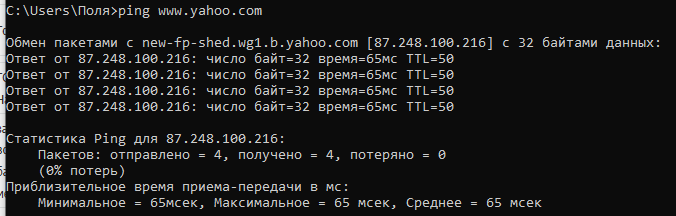 C:\Users\Поля>ping www.yahoo.com
Обмен пакетами с new-fp-shed.wg1.b.yahoo.com [87.248.100.216] с 32 байтами данных:
Ответ от 87.248.100.216: число байт=32 время=65мс TTL=50
Ответ от 87.248.100.216: число байт=32 время=65мс TTL=50
Ответ от 87.248.100.216: число байт=32 время=65мс TTL=50
Ответ от 87.248.100.216: число байт=32 время=65мс TTL=50
Статистика Ping для 87.248.100.216:
Пакетов: отправлено = 4, получено = 4, потеряно = 0
(0% потерь)
Приблизительное время приема-передачи в мс:
Минимальное = 65мсек, Максимальное = 65 мсек, Среднее = 65 мсек